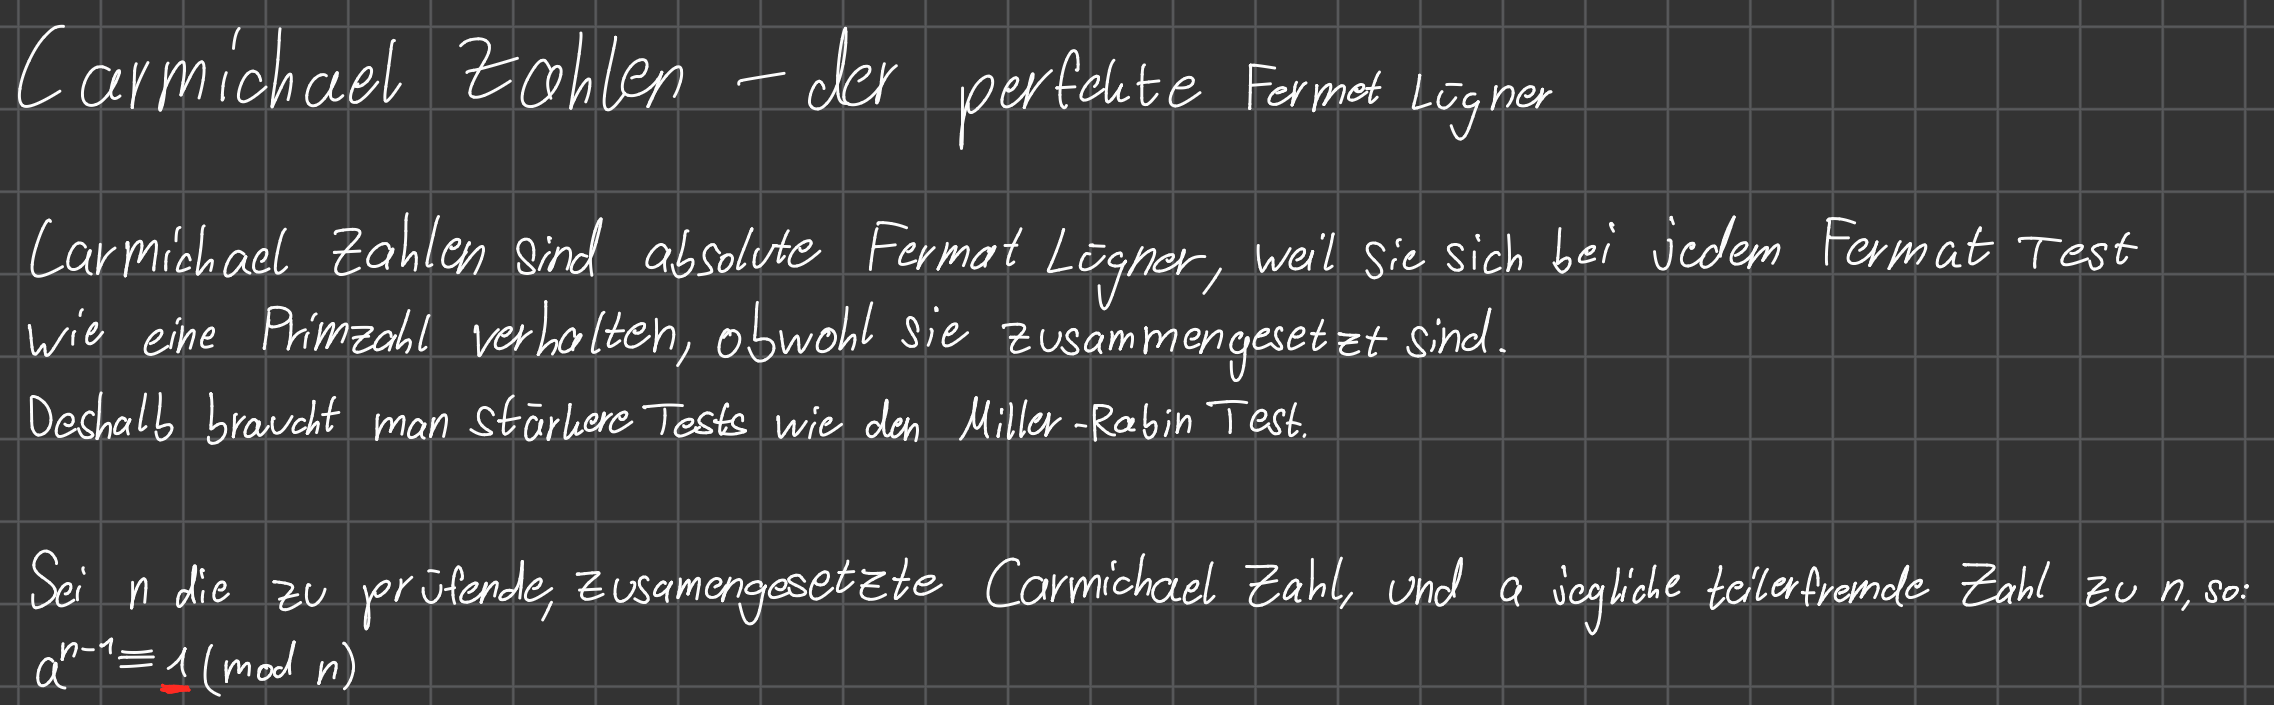 Carmichael Zahlen – der perfekte Fermat Lügner
Carmichael Zahlen sind absolute Fermat Lügner, weil sie sich bei jedem Fermat Test
wie eine Primzahl verhalten, obwohl sie zusammengesetzt sind.
Deshalb braucht man stärkere Tests wie den Miller-Rabin Test.
Sei n die zu prüfende, zusamengesetzte Carmichael Zahl, und a jegliche teilerfremde Zahl zu n, so:
a^{n-1} ≡ 1 (mod n)